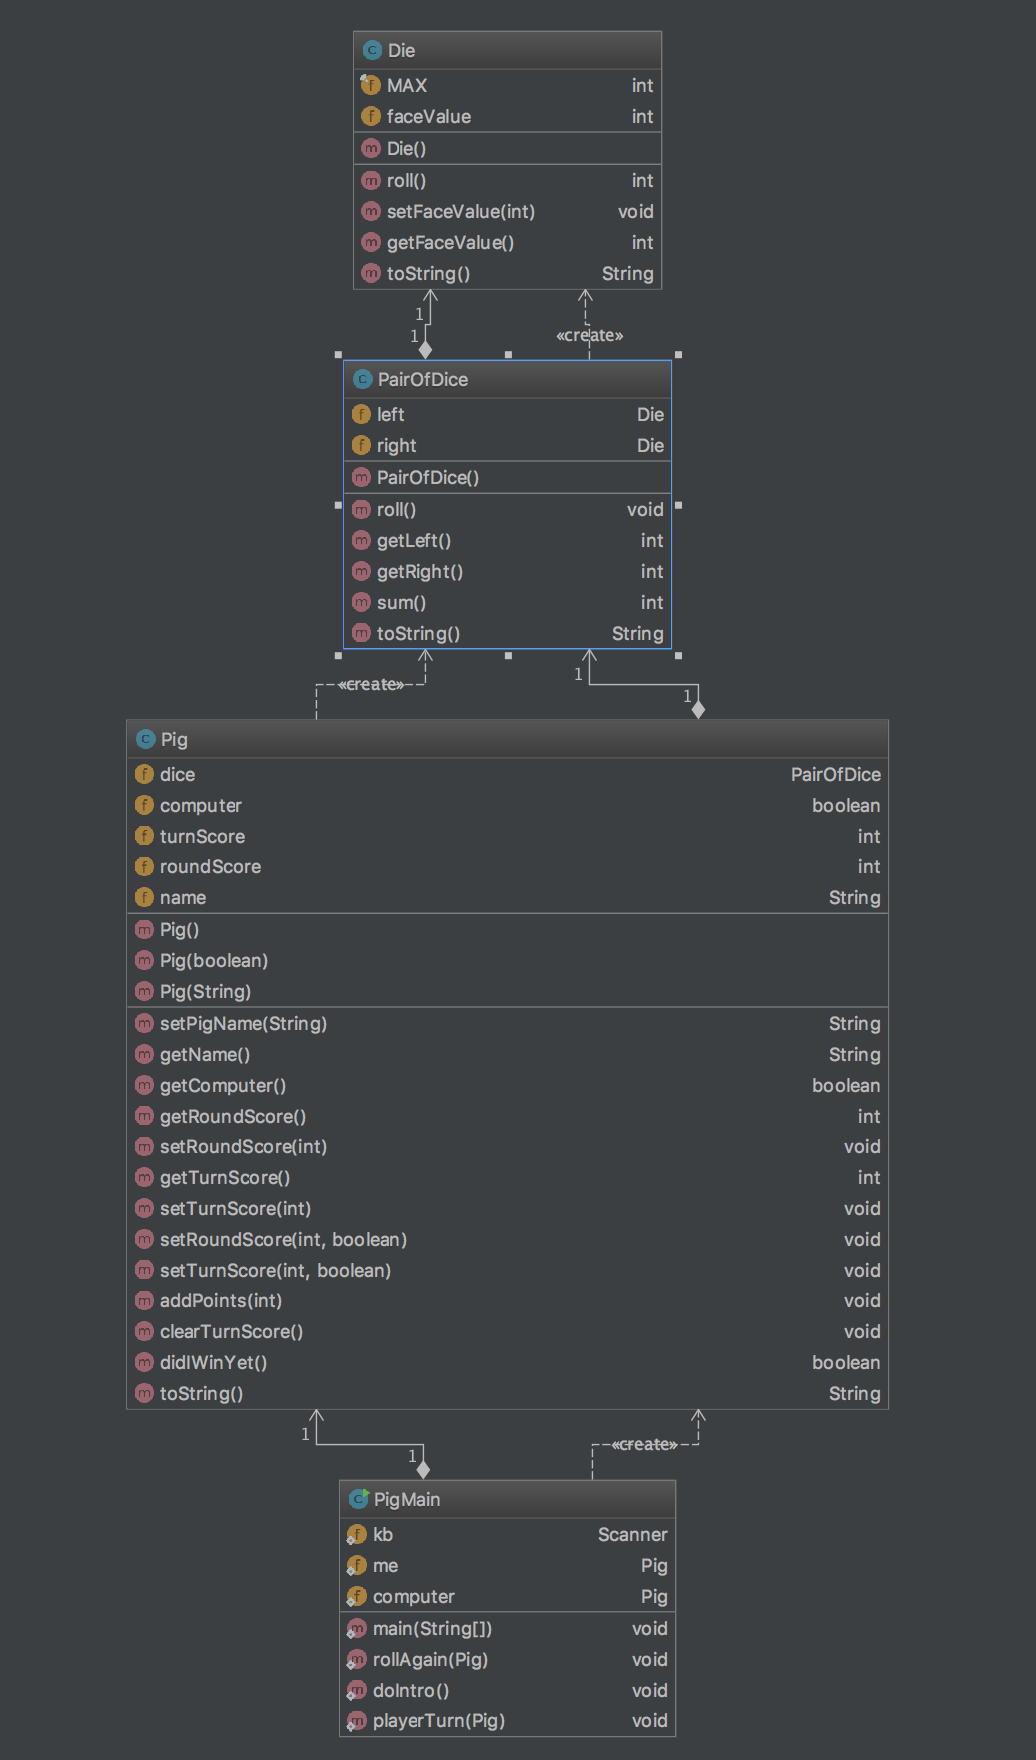 Die
MAX int
faceValue int
Die()
roll() int
setFaceValue(int) void
getFaceValue() int
toString() String
1
1
«create»
PairOfDice
left Die
right Die
PairOfDice()
roll() void
getLeft() int
getRight() int
sum() int
toString() String
«create»
1
1
Pig
dice PairOfDice
computer boolean
turnScore int
roundScore int
name String
Pig()
Pig(boolean)
Pig(String)
setPigName(String) String
getName() String
getComputer() boolean
getRoundScore() int
setRoundScore(int) void
getTurnScore() int
setTurnScore(int) void
setRoundScore(int, boolean) void
setTurnScore(int, boolean) void
addPoints(int) void
clearTurnScore() void
didIWinYet() boolean
toString() String
1
1
«create»
PigMain
kb Scanner
me Pig
computer Pig
main(String[]) void
rollAgain(Pig) void
doIntro() void
playerTurn(Pig) void